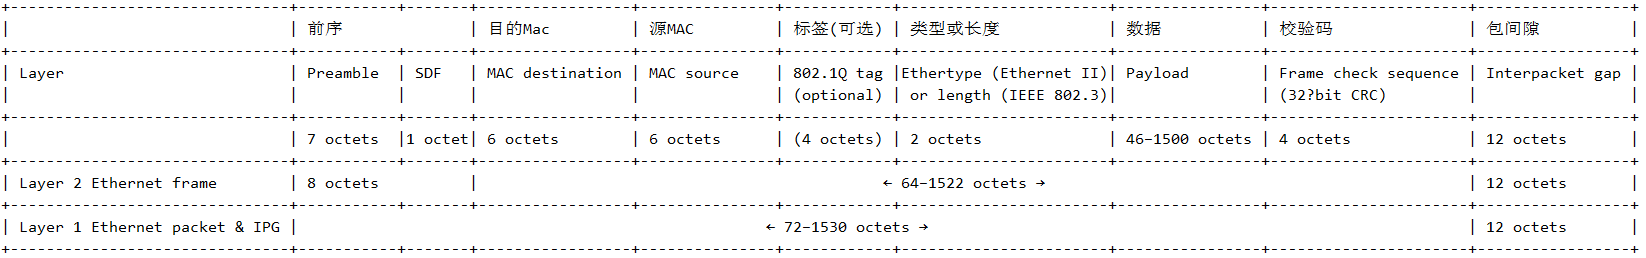 前序 目的Mac 源MAC 标签(可选) 类型或长度 数据 校验码 包间隙
Layer Preamble SDF MAC destination MAC source 802.1Q tag Ethertype (Ethernet II) Payload Frame check sequence Interpacket gap
(optional) or length (IEEE 802.3) (32?bit CRC)
7 octets 1 octet 6 octets 6 octets (4 octets) 2 octets 46–1500 octets 4 octets 12 octets
Layer 2 Ethernet frame 8 octets ← 64–1522 octets → 12 octets
Layer 1 Ethernet packet & IPG ← 72–1530 octets → 12 octets